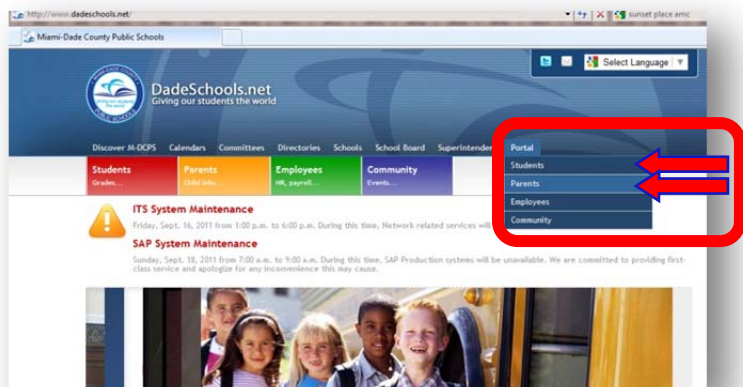 http://www.dadeschools.net/
sunset place amc
Miami-Dade County Public Schools
Select Language
DadeSchools.net
Giving our students the world
Discover M-DCPS Calendars Committees Directories Schools School Board Superintenden Portal
Students
Grades...
Parents
Child Info...
Employees
HR, payroll...
Community
Events...
Students
Parents
Employees
Community
ITS System Maintenance
Friday, Sept. 16, 2011 from 1:00 p.m. to 6:00 p.m. During this time, Network related services will
SAP System Maintenance
Sunday, Sept. 18, 2011 from 7:00 a.m. to 9:00 a.m. During this time, SAP Production systems will be unavailable. We are committed to providing first-
class service and apologize for any inconvenience this may cause.